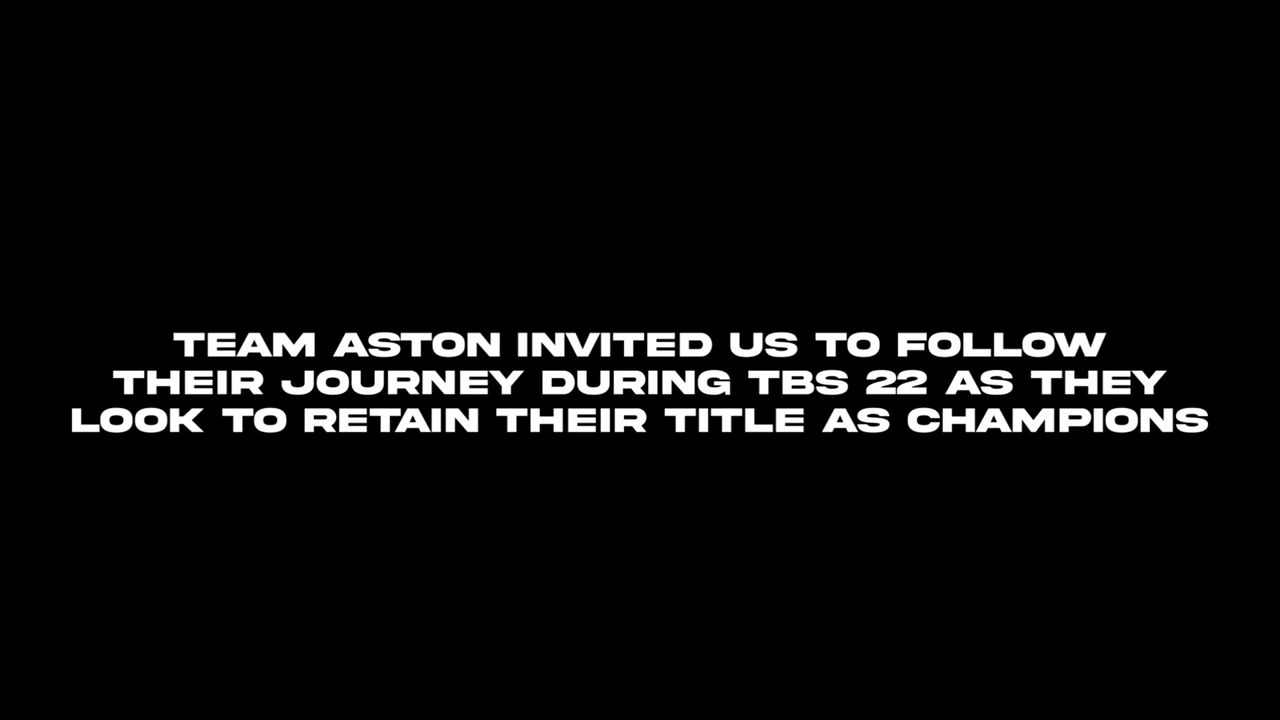 TEAM ASTON INVITED US TO FOLLOW
THEIR JOURNEY DURING TBS 22 AS THEY
LOOK TO RETAIN THEIR TITLE AS CHAMPIONS